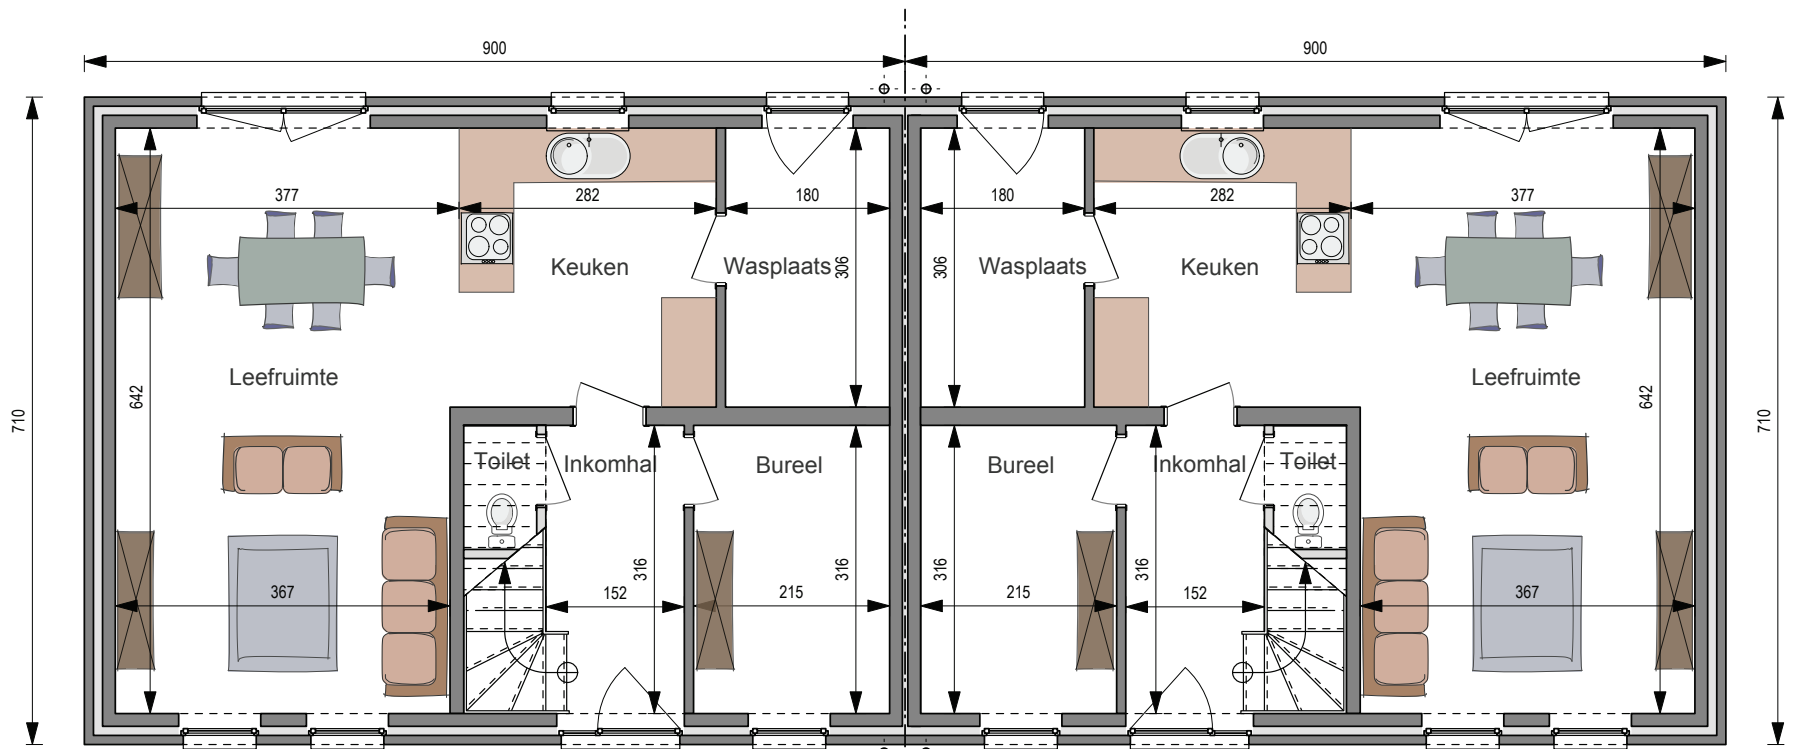 900 900
377 282 180 180 282 377
Keuken Wasplaats 306 306 Wasplaats Keuken
Leefruimte Leefruimte
642 642
710 710
Toilet Inkomhal Bureel Bureel Inkomhal Toilet
316 316 316 316
367 152 215 215 152 367